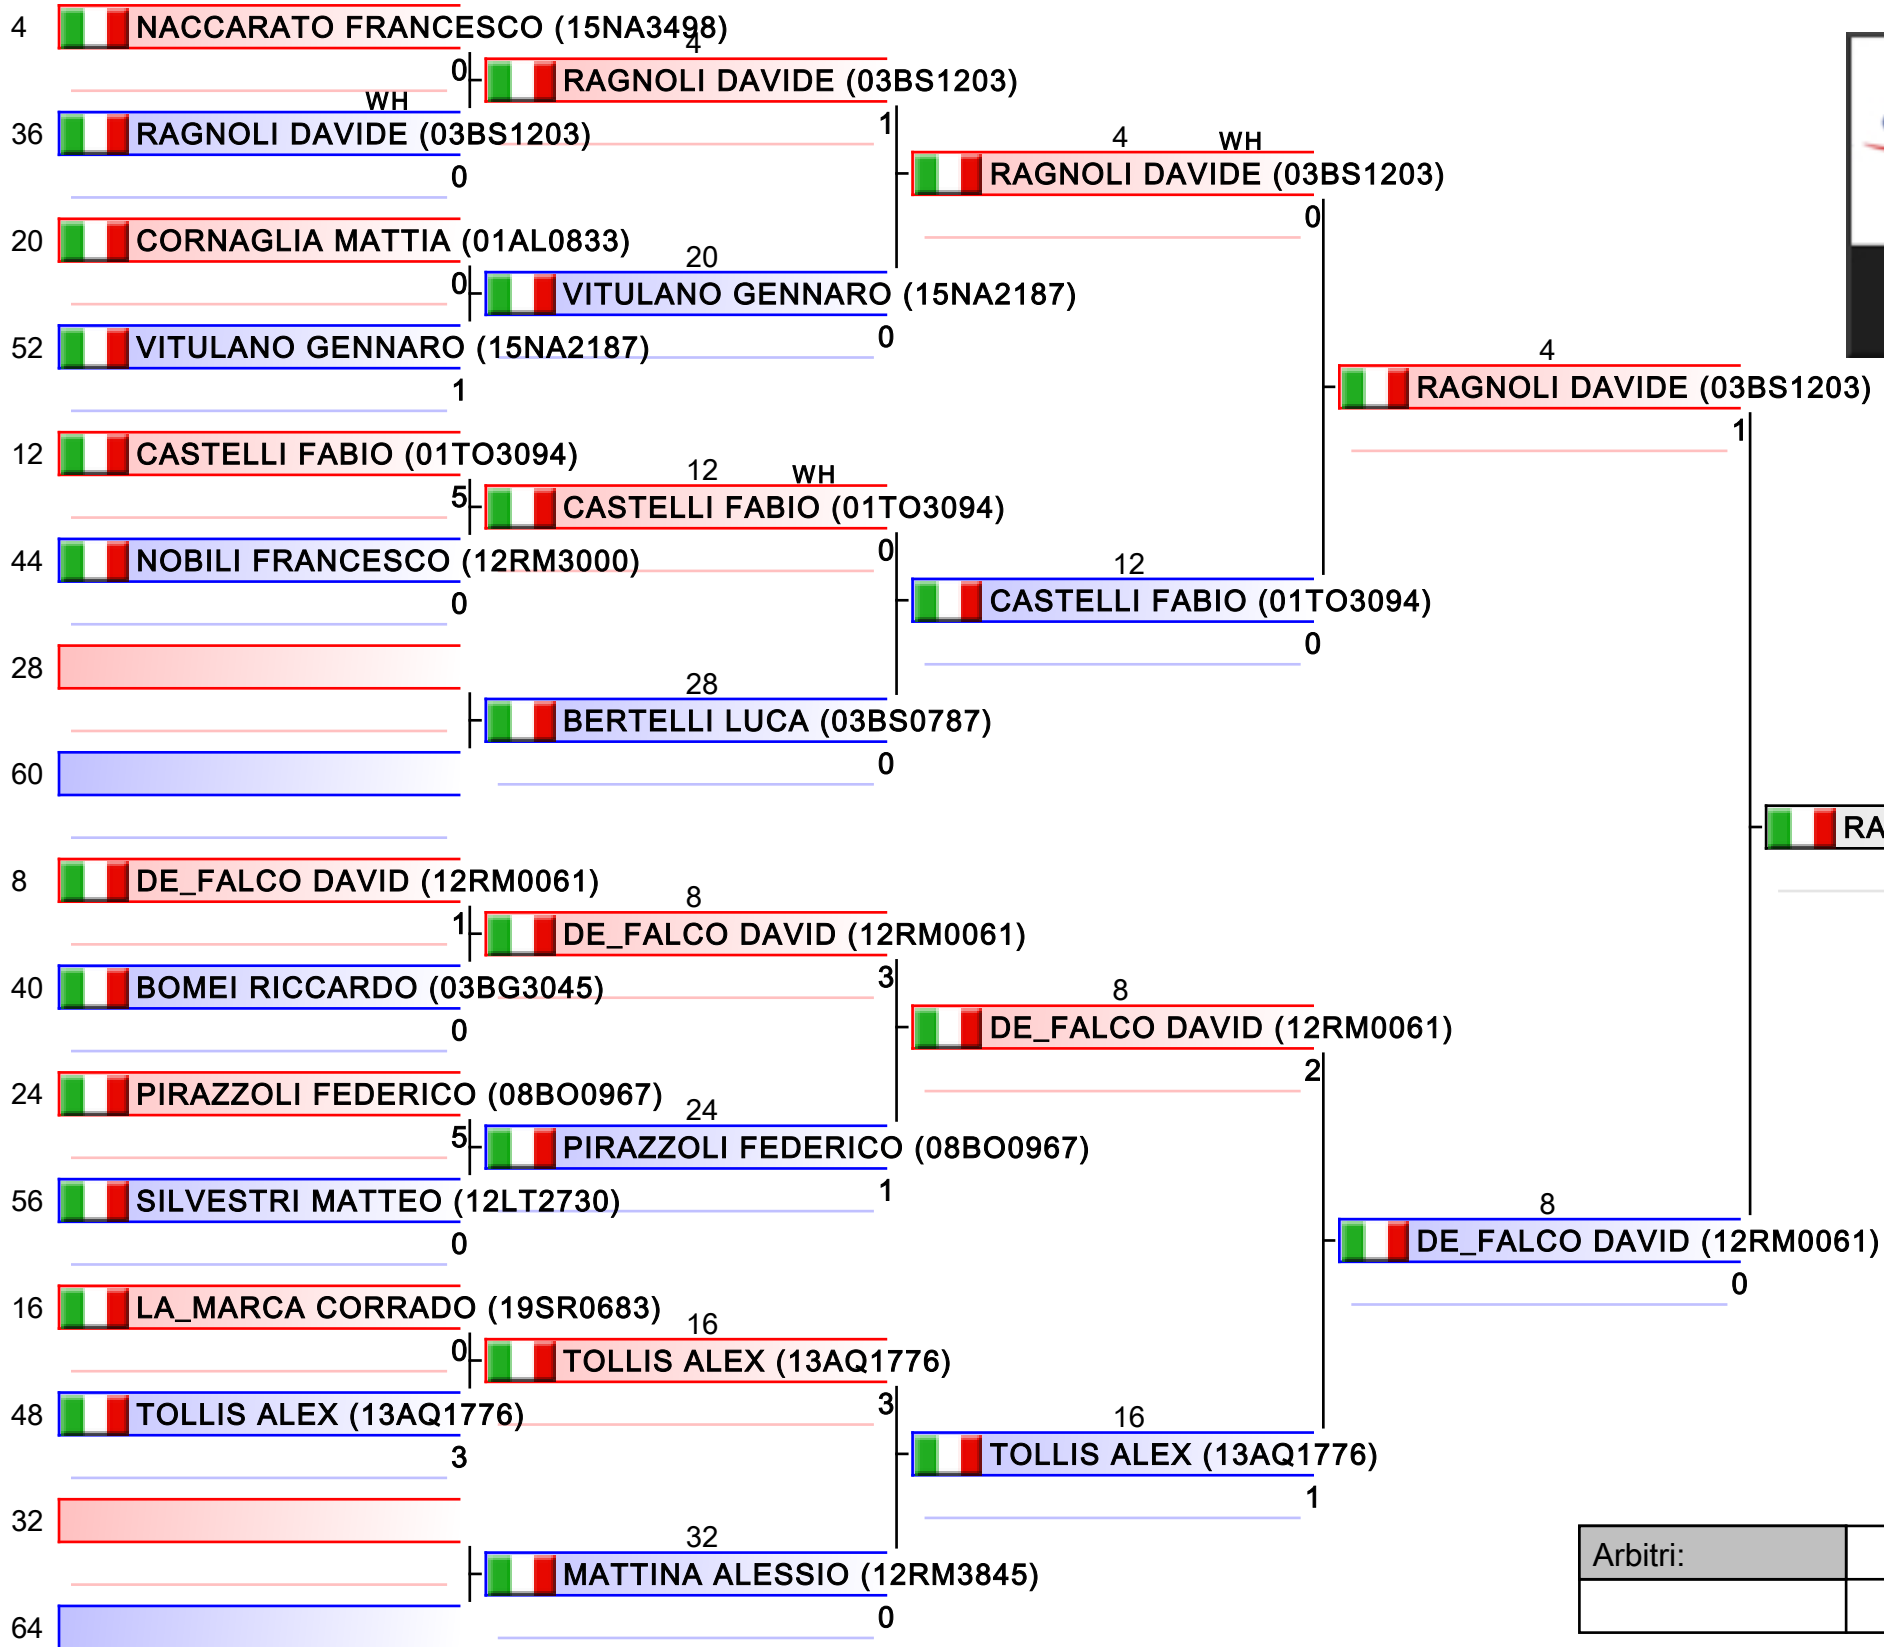 4 NACCARATO FRANCESCO (15NA3498)
4
0 RAGNOLI DAVIDE (03BS1203)
WH
1
36 RAGNOLI DAVIDE (03BS1203)
4 WH
0
RAGNOLI DAVIDE (03BS1203)
0
20 CORNAGLIA MATTIA (01AL0833)
20
0 VITULANO GENNARO (15NA2187)
0
52 VITULANO GENNARO (15NA2187)
4
1
RAGNOLI DAVIDE (03BS1203)
1
12 CASTELLI FABIO (01TO3094)
12 WH
5 CASTELLI FABIO (01TO3094)
0
44 NOBILI FRANCESCO (12RM3000)
12
0
CASTELLI FABIO (01TO3094)
0
28
28
BERTELLI LUCA (03BS0787)
0
60
RA
8 DE_FALCO DAVID (12RM0061)
8
1 DE_FALCO DAVID (12RM0061)
3
40 BOMEI RICCARDO (03BG3045)
8
0
DE_FALCO DAVID (12RM0061)
2
24 PIRAZZOLI FEDERICO (08BO0967)
24
5 PIRAZZOLI FEDERICO (08BO0967)
1
56 SILVESTRI MATTEO (12LT2730)
8
0
DE_FALCO DAVID (12RM0061)
0
16 LA_MARCA CORRADO (19SR0683)
16
0 TOLLIS ALEX (13AQ1776)
3
48 TOLLIS ALEX (13AQ1776)
16
3
TOLLIS ALEX (13AQ1776)
1
32
32
MATTINA ALESSIO (12RM3845)
0
Arbitri:
64